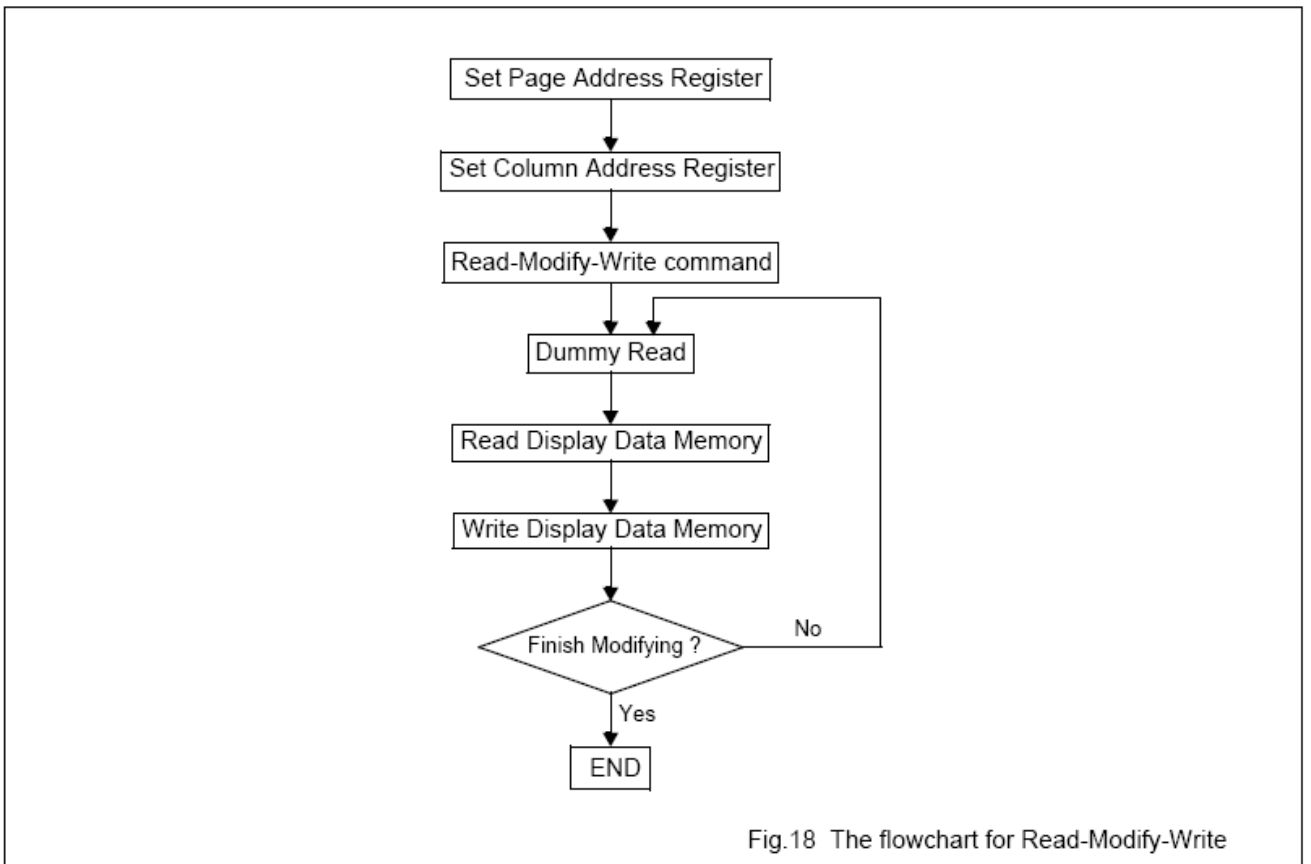 Set Page Address Register
Set Column Address Register
Read-Modify-Write command
Dummy Read
Read Display Data Memory
Write Display Data Memory
Finish Modifying ?
No
Yes
END
Fig.18 The flowchart for Read-Modify-Write